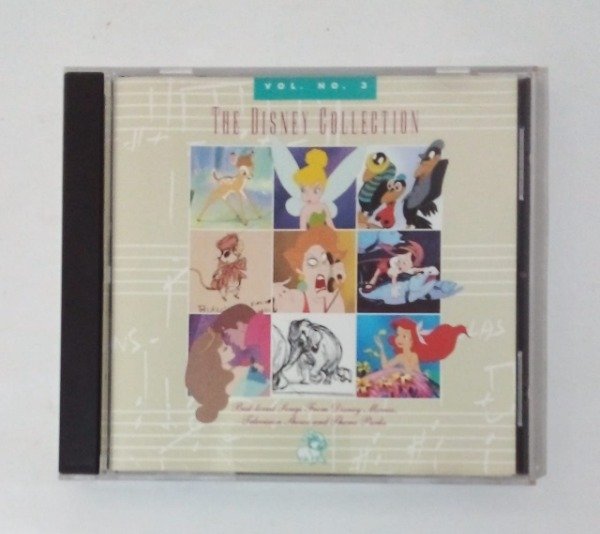 VOL. NO. 3
THE DISNEY COLLECTION
Best-loved Songs From Disney Movies,
Television Shows and Theme Parks